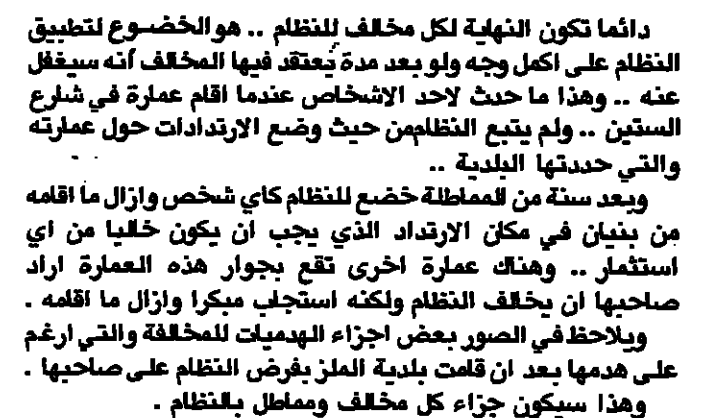 دائما تكون النهاية لكل مخالف للنظام .. هو الخضوع لتطبيق
النظام على اكمل وجه ولو بعد مدة يعتقد فيها المخالف أنه سيغفل
عنه .. وهذا ما حدث لاحد الاشخاص عندما اقام عمارة في شارع
الستين .. ولم يتبع النظاممن حيث وضع الارتدادات حول عمارته
والتي حددتها البلدية ..
وبعد سنة من المماطلة خضع للنظام كاي شخص وازال ما اقامه
من بنيان في مكان الارتداد الذي يجب ان يكون خاليا من اي
استثمار .. وهناك عمارة اخرى تقع بجوار هذه العمارة اراد
صاحبها ان يخالف النظام ولكنه استجاب مبكرا وازال ما اقامه .
ويلاحظ في الصور بعض اجزاء الهدميات للمخالفة والتي ارغم
على هدمها بعد ان قامت بلدية الملز بفرض النظام على صاحبها .
وهذا سيكون جزاء كل مخالف ومماطل بالنظام .